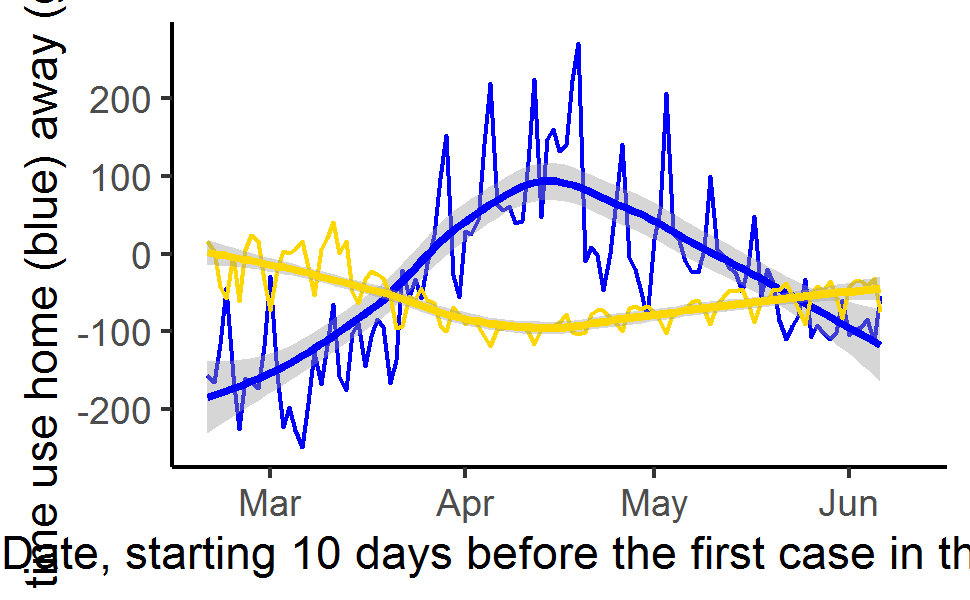 time use home (blue) away (
200
100
0
-100
-200
Mar Apr May Jun
Date, starting 10 days before the first case in th